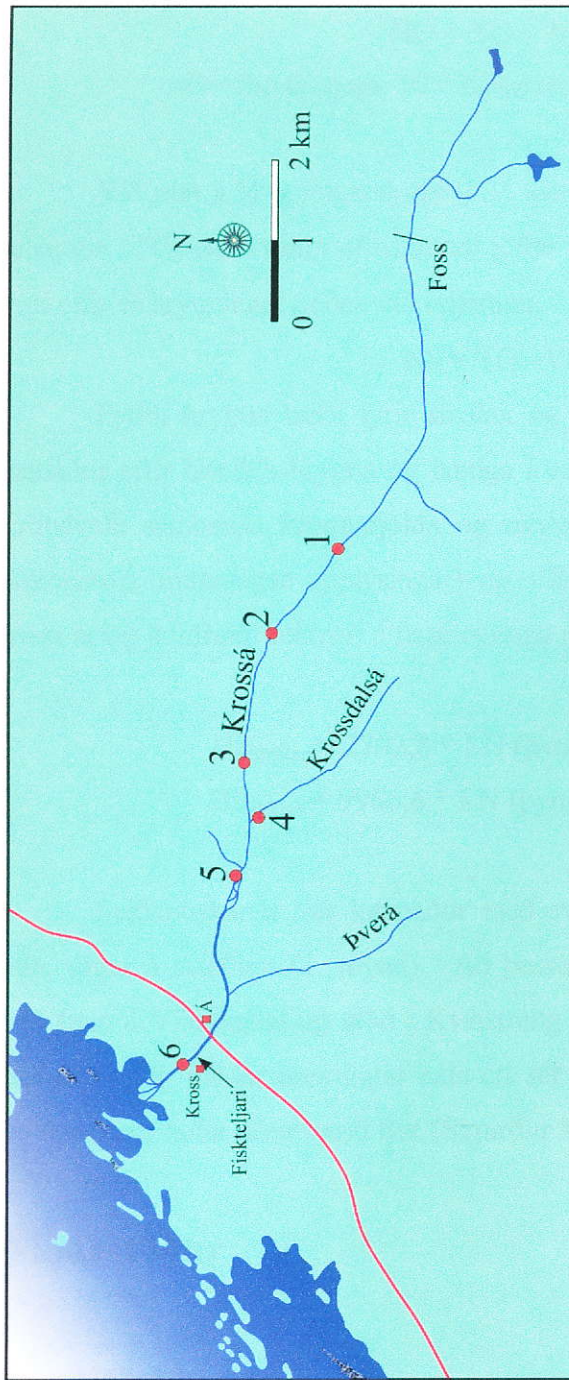 N
0 1 2 km
Foss
1
2
Krossá
3
Krossdalsá
4
5
Þverá
Á
6
Kross
Fiskteljari